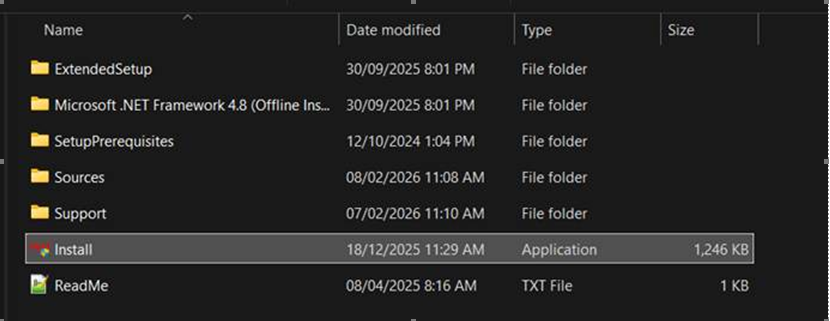 Name Date modified Type Size
ExtendedSetup 30/09/2025 8:01 PM File folder
Microsoft .NET Framework 4.8 (Offline Ins... 30/09/2025 8:01 PM File folder
SetupPrerequisites 12/10/2024 1:04 PM File folder
Sources 08/02/2026 11:08 AM File folder
Support 07/02/2026 11:10 AM File folder
Install 18/12/2025 11:29 AM Application 1,246 KB
ReadMe 08/04/2025 8:16 AM TXT File 1 KB